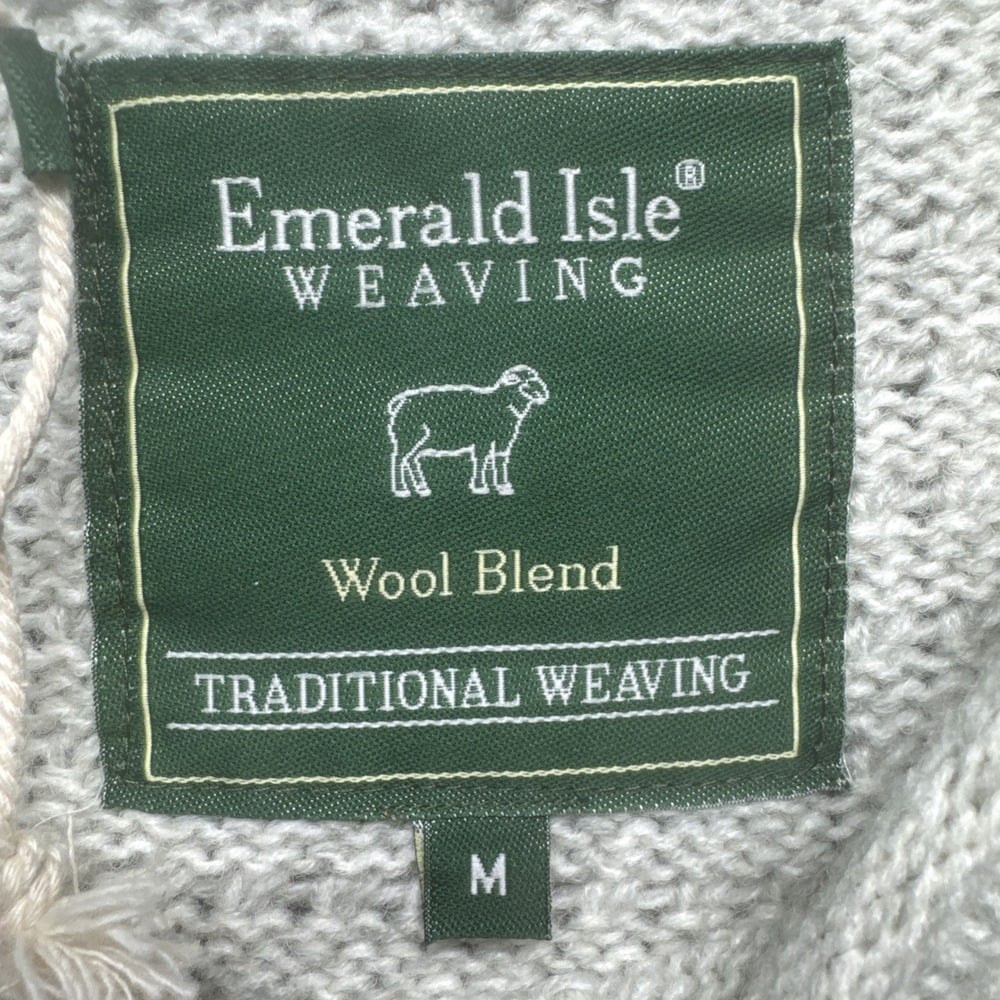 Emerald Isle®
WEAVING
Wool Blend
TRADITIONAL WEAVING
M